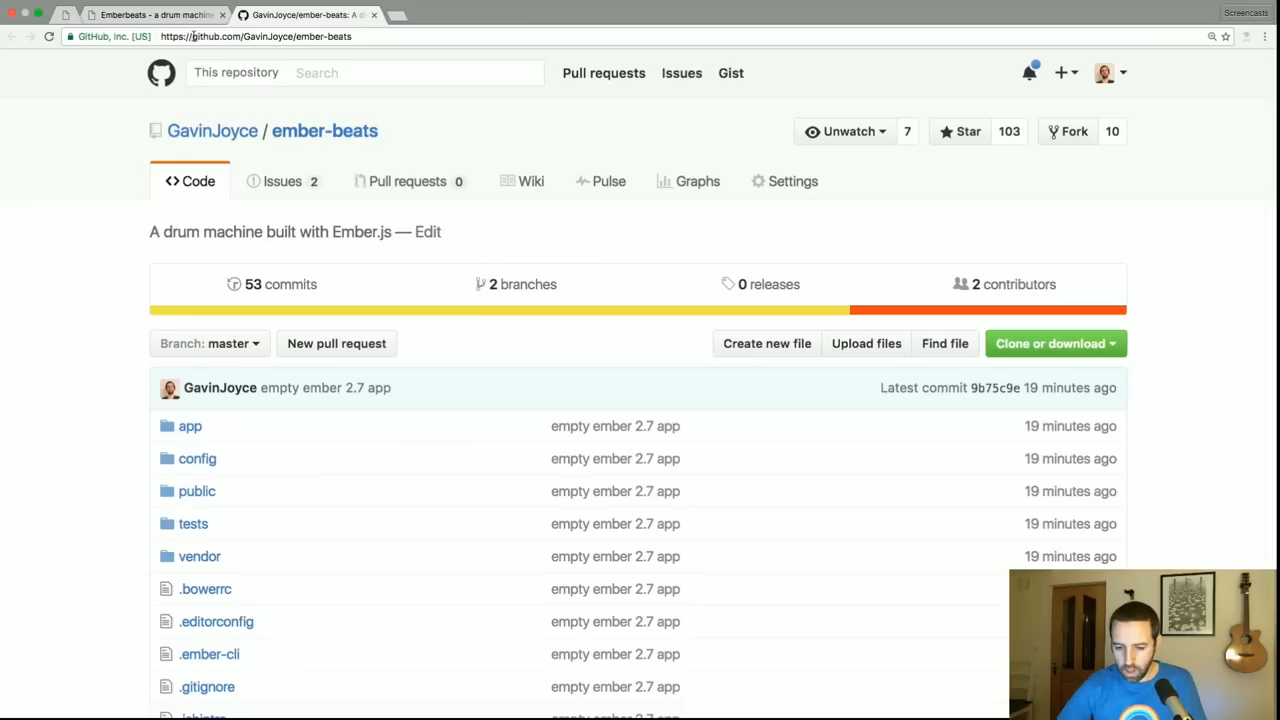 Emberbeats - a drum machine
GavinJoyce/ember-beats: A d
Screencasts
GitHub, Inc. [US]
https://github.com/GavinJoyce/ember-beats
This repository Search
Pull requests Issues Gist
GavinJoyce / ember-beats
Unwatch 7 Star 103 Fork 10
Code Issues 2 Pull requests 0 Wiki Pulse Graphs Settings
A drum machine built with Ember.js — Edit
53 commits 2 branches 0 releases 2 contributors
Branch: master New pull request Create new file Upload files Find file Clone or download
GavinJoyce empty ember 2.7 app Latest commit 9b75c9e 19 minutes ago
app empty ember 2.7 app 19 minutes ago
config empty ember 2.7 app 19 minutes ago
public empty ember 2.7 app 19 minutes ago
tests empty ember 2.7 app 19 minutes ago
vendor empty ember 2.7 app 19 minutes ago
.bowerrc empty ember 2.7 app
.editorconfig empty ember 2.7 app
.ember-cli empty ember 2.7 app
.gitignore empty ember 2.7 app